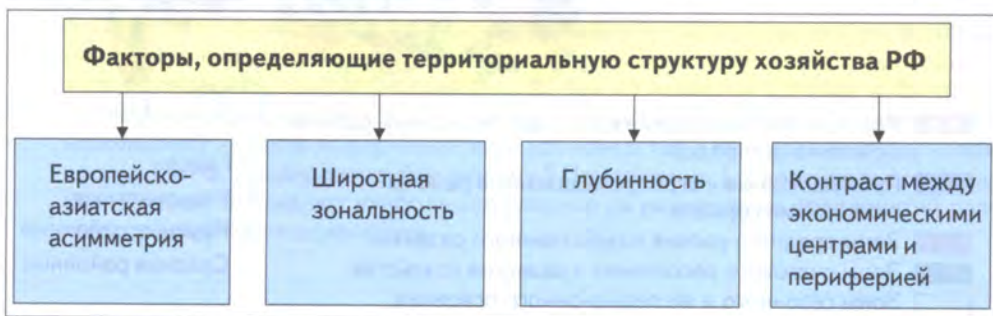 Факторы, определяющие территориальную структуру хозяйства РФ
Европейско-
азиатская
асимметрия
Широтная
зональность
Глубинность
Контраст между
экономическими
центрами и
периферией